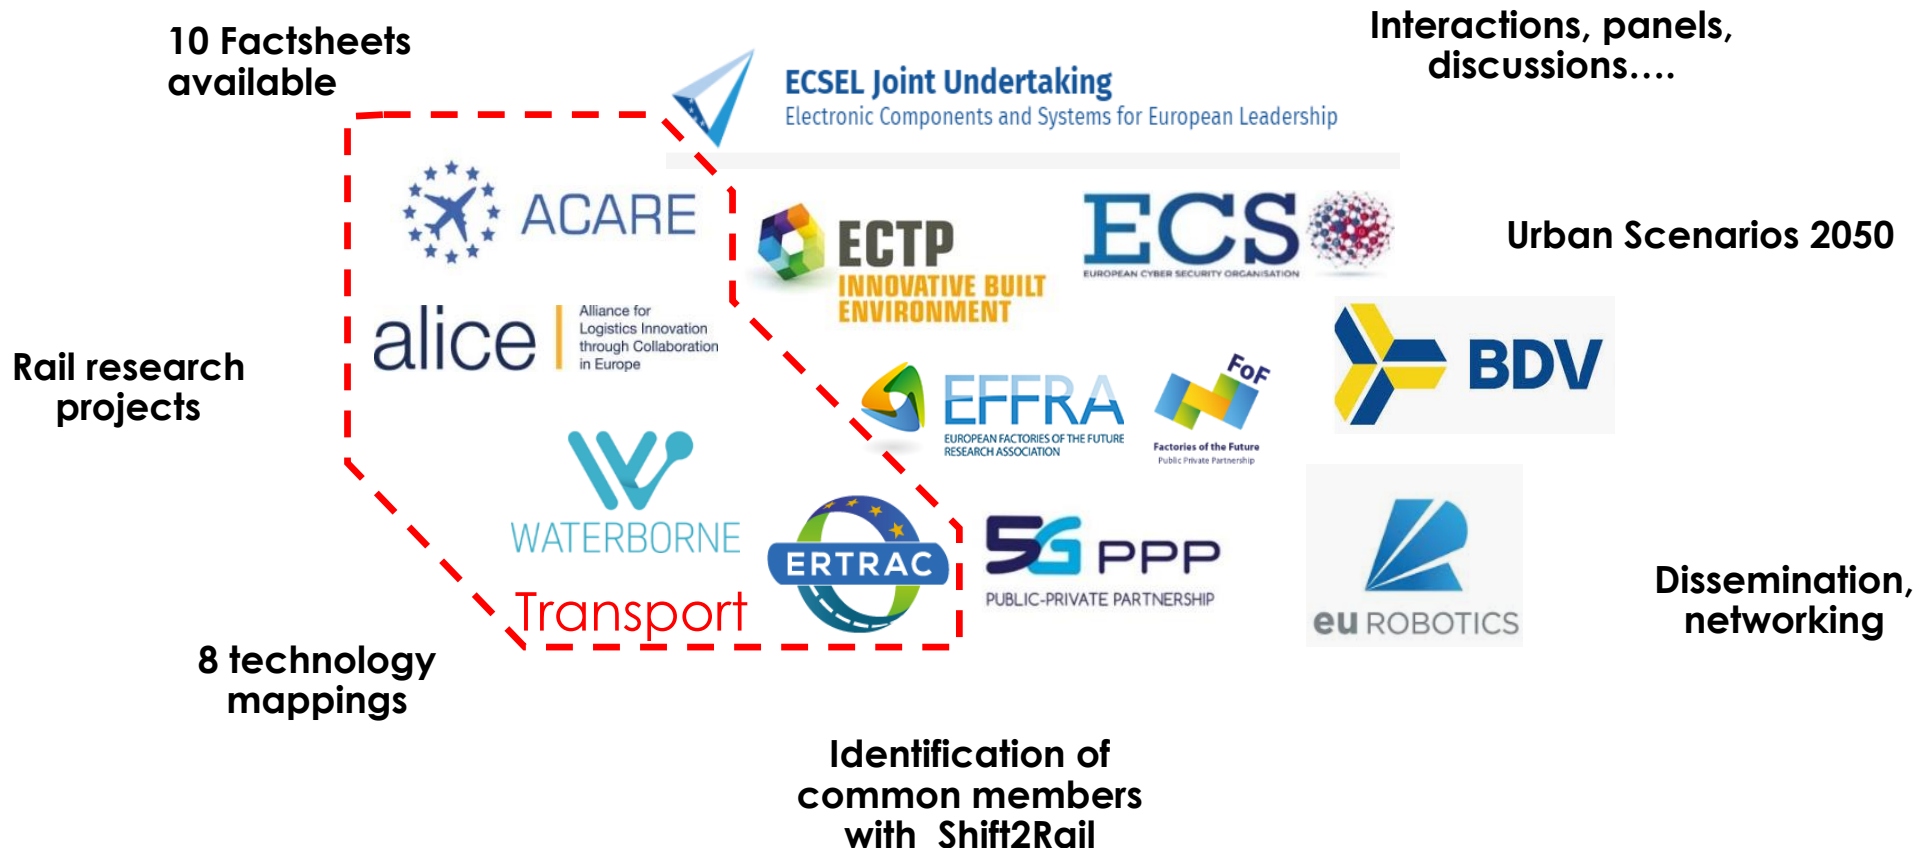 10 Factsheets
available
Interactions, panels,
discussions....
ECSEL Joint Undertaking
Electronic Components and Systems for European Leadership
ACARE
ECTP
INNOVATIVE BUILT
ENVIRONMENT
ECS
EUROPEAN CYBER SECURITY ORGANISATION
Urban Scenarios 2050
alice
Alliance for
Logistics Innovation
through Collaboration
in Europe
Rail research
projects
EFFRA
EUROPEAN FACTORIES OF THE FUTURE
RESEARCH ASSOCIATION
FoF
Factories of the Future
Public Private Partnership
BDV
WATERBORNE
ERTRAC
5G PPP
PUBLIC-PRIVATE PARTNERSHIP
eu ROBOTICS
Dissemination,
networking
Transport
8 technology
mappings
Identification of
common members
with Shift2Rail